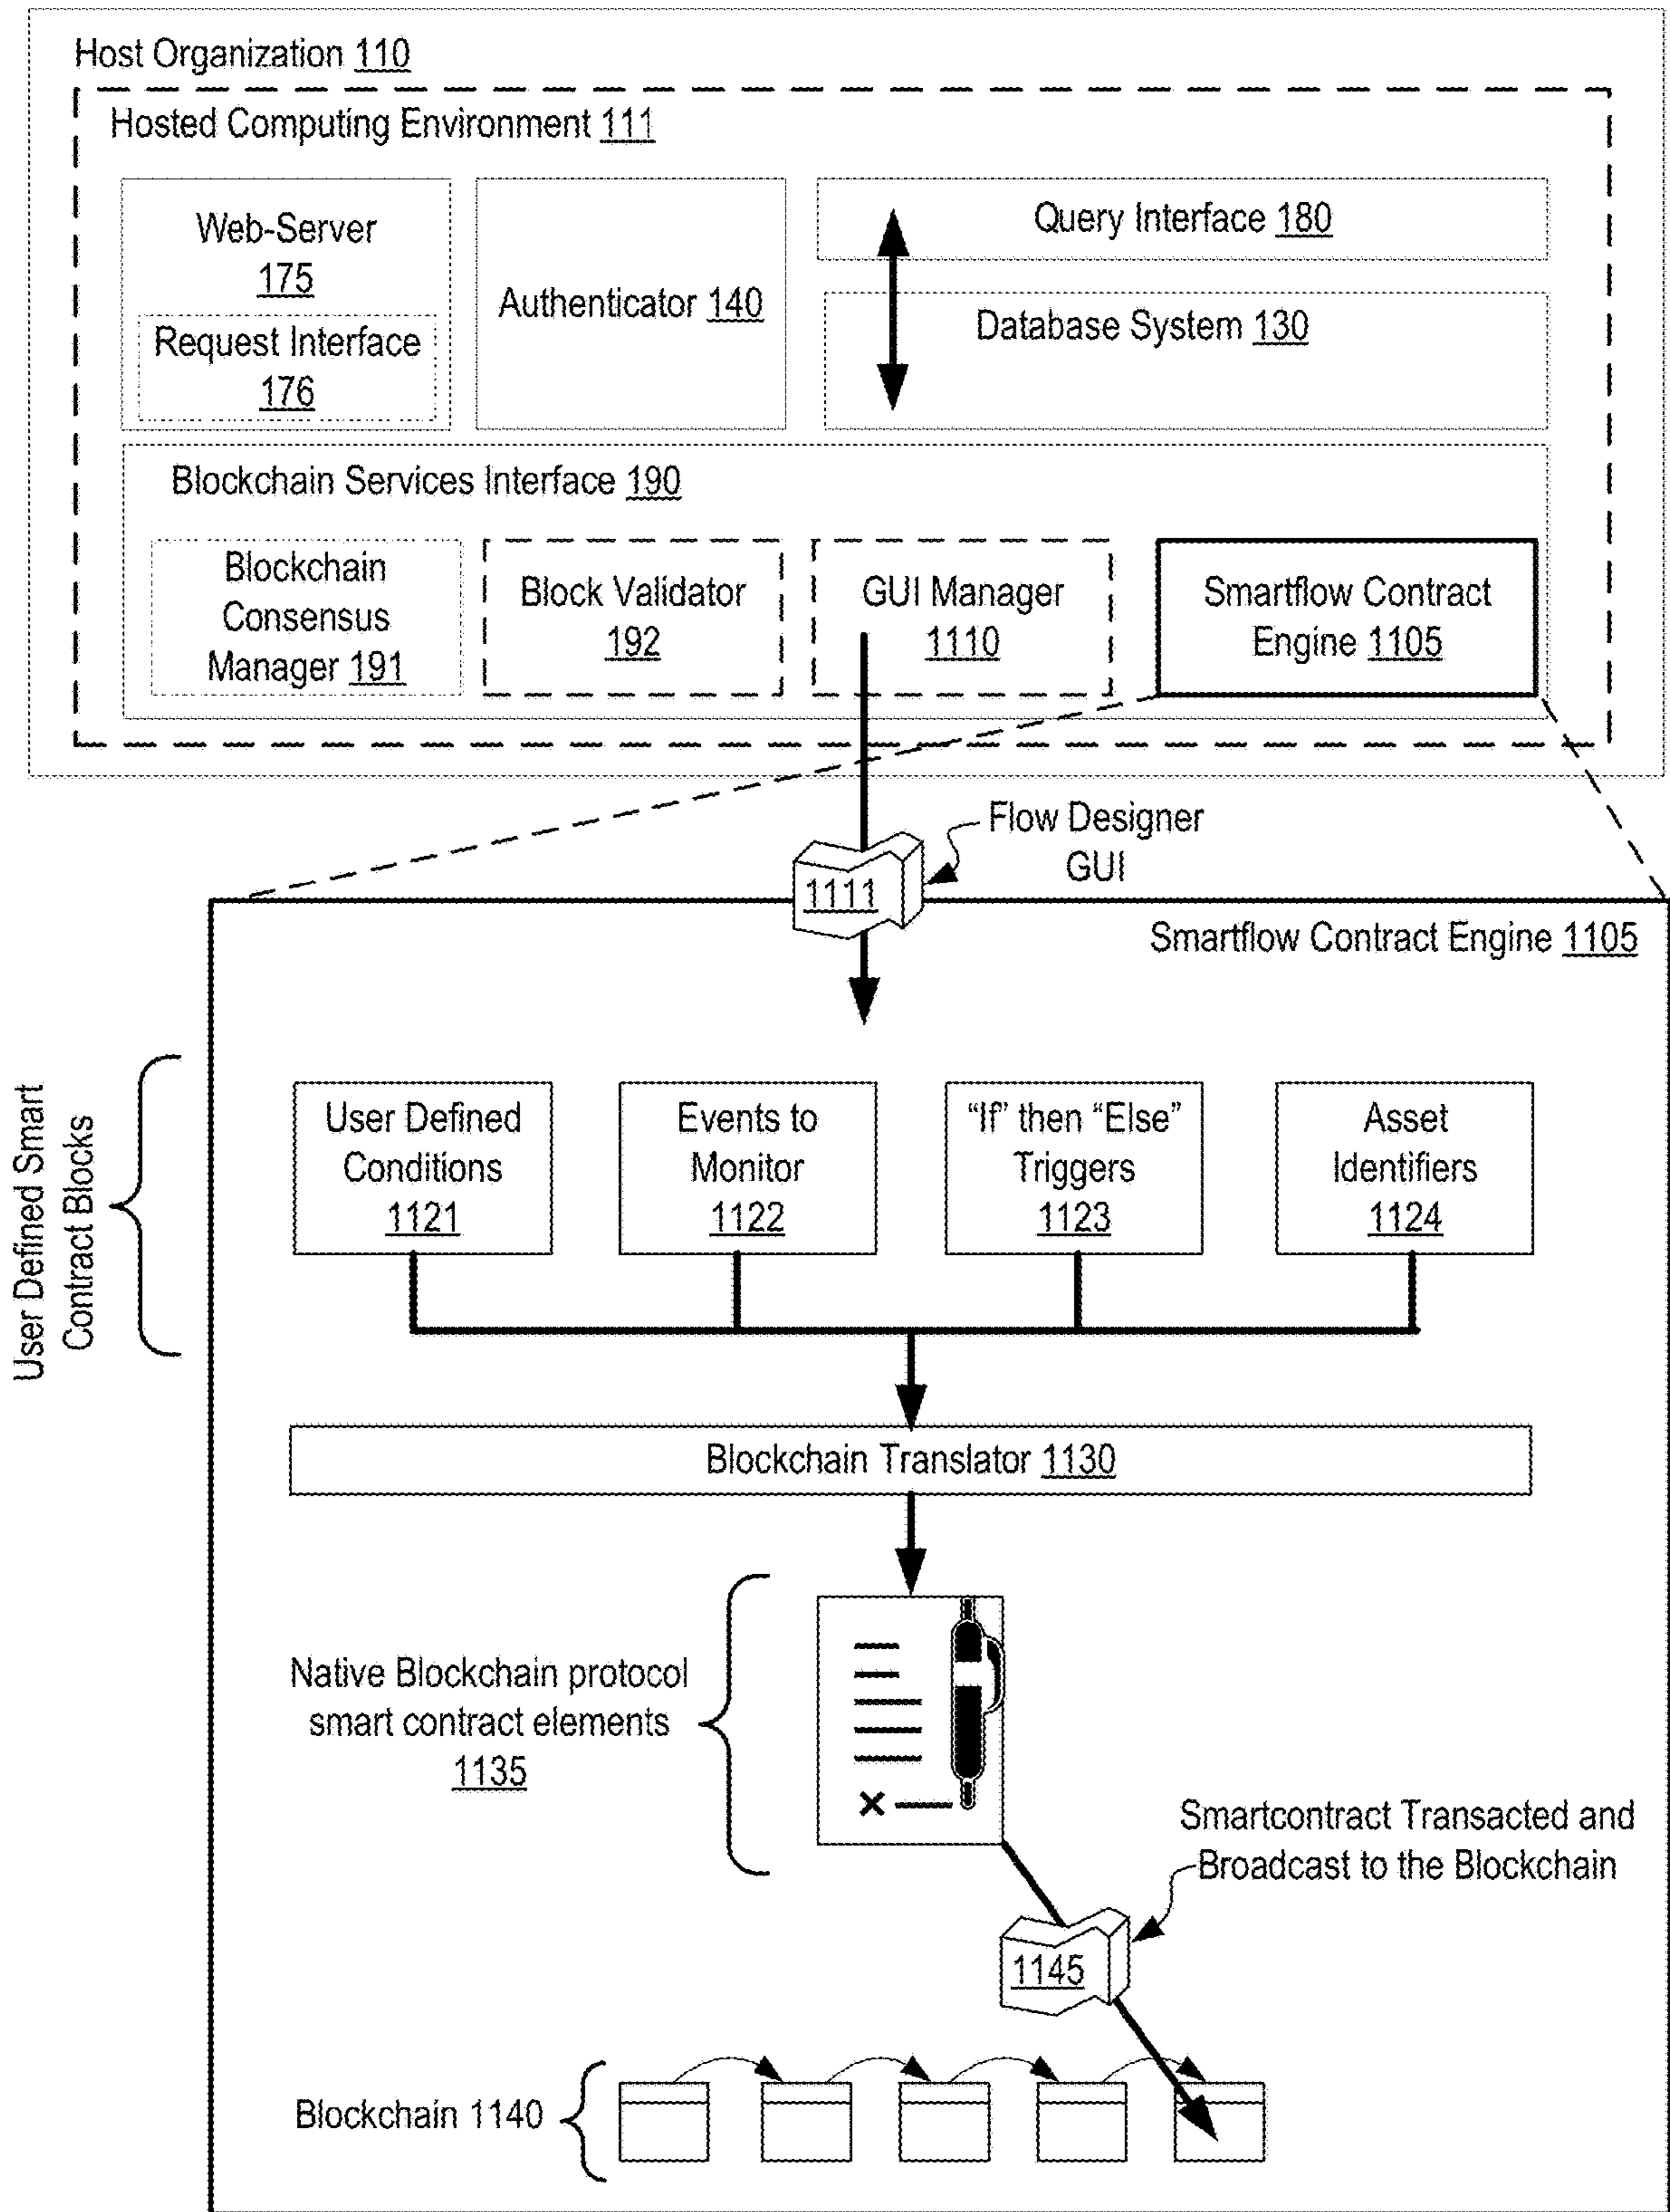 Host Organization 110
Hosted Computing Environment 111
Web-Server
175
Request Interface
176
Authenticator 140
Query Interface 180
Database System 130
Blockchain Services Interface 190
Blockchain
Consensus
Manager 191
Block Validator
192
GUI Manager
1110
Smartflow Contract
Engine 1105
Flow Designer
GUI
1111
Smartflow Contract Engine 1105
User Defined Smart
Contract Blocks
User Defined
Conditions
1121
Events to
Monitor
1122
“If” then “Else”
Triggers
1123
Asset
Identifiers
1124
Blockchain Translator 1130
Native Blockchain protocol
smart contract elements
1135
Smartcontract Transacted and
Broadcast to the Blockchain
1145
Blockchain 1140